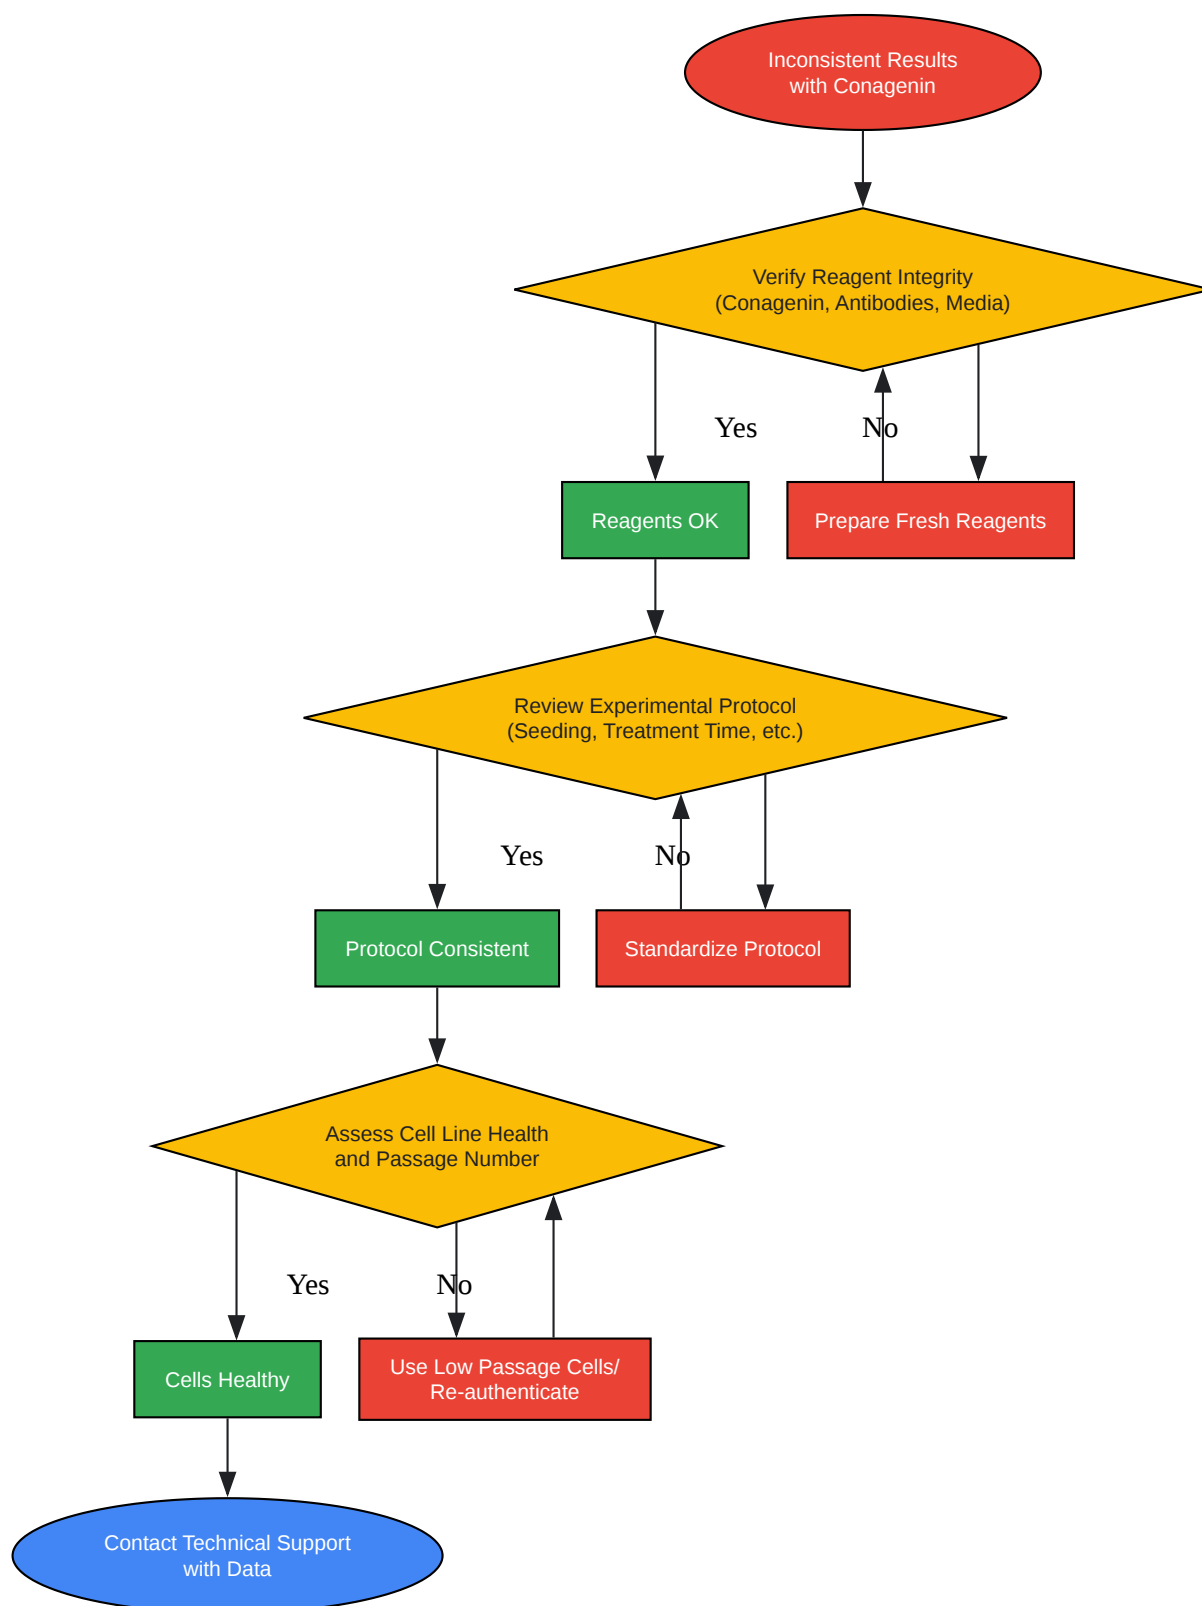 Inconsistent Results
with Conagenin
Verify Reagent Integrity
(Conagenin, Antibodies, Media)
Yes
No
Reagents OK
Prepare Fresh Reagents
Review Experimental Protocol
(Seeding, Treatment Time, etc.)
Yes
No
Protocol Consistent
Standardize Protocol
Assess Cell Line Health
and Passage Number
Yes
No
Cells Healthy
Use Low Passage Cells/
Re-authenticate
Contact Technical Support
with Data